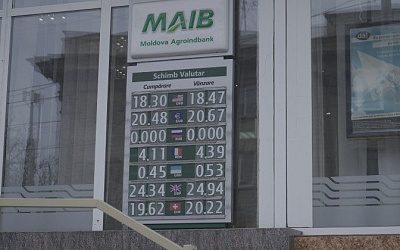 MAIB
Moldova Agroindbank
Schimb Valutar
Cumpărare Vânzare
18.30 18.47
20.48 20.67
0.000 0.000
4.11 4.39
0.45 0.53
24.34 24.94
19.62 20.22